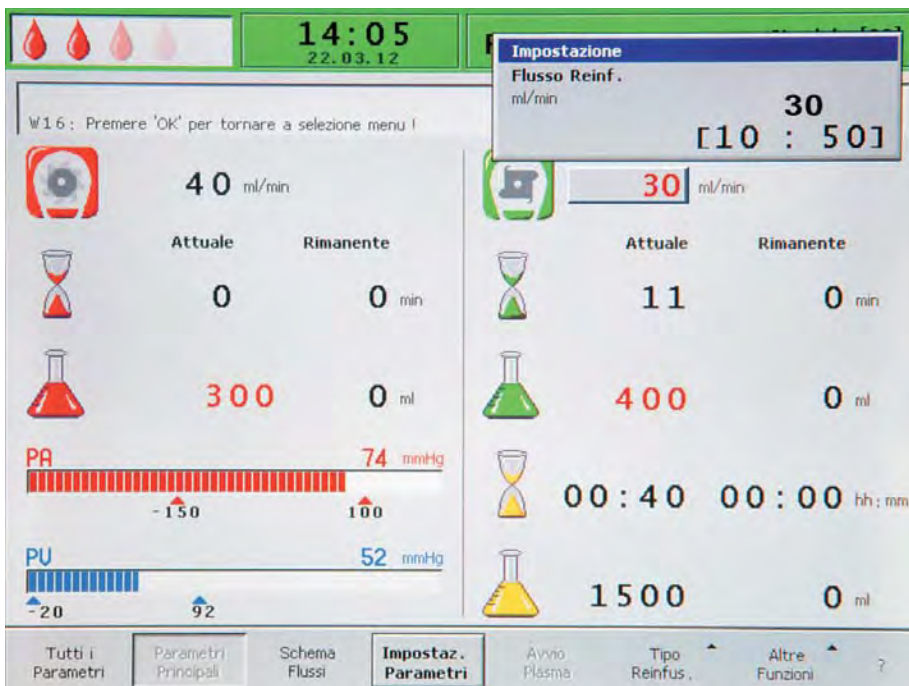 14:05
22.03.12
Impostazione
Flusso Reinf.
ml/min
30
[10 : 50]
W16: Premere 'OK' per tornare a selezione menu !
40 ml/min
30 ml/min
Attuale Rimanente
Attuale Rimanente
0 0 min
11 0 min
300 0 ml
400 0 ml
PA 74 mmHg
-150 100
00:40 00:00 hh:mm
PV 52 mmHg
-20 92
1500 0 ml
Tutti i Parametri
Parametri Principali
Schema Flussi
Impostaz. Parametri
Avvio Plasma
Tipo Reinfus.
Altre Funzioni
?